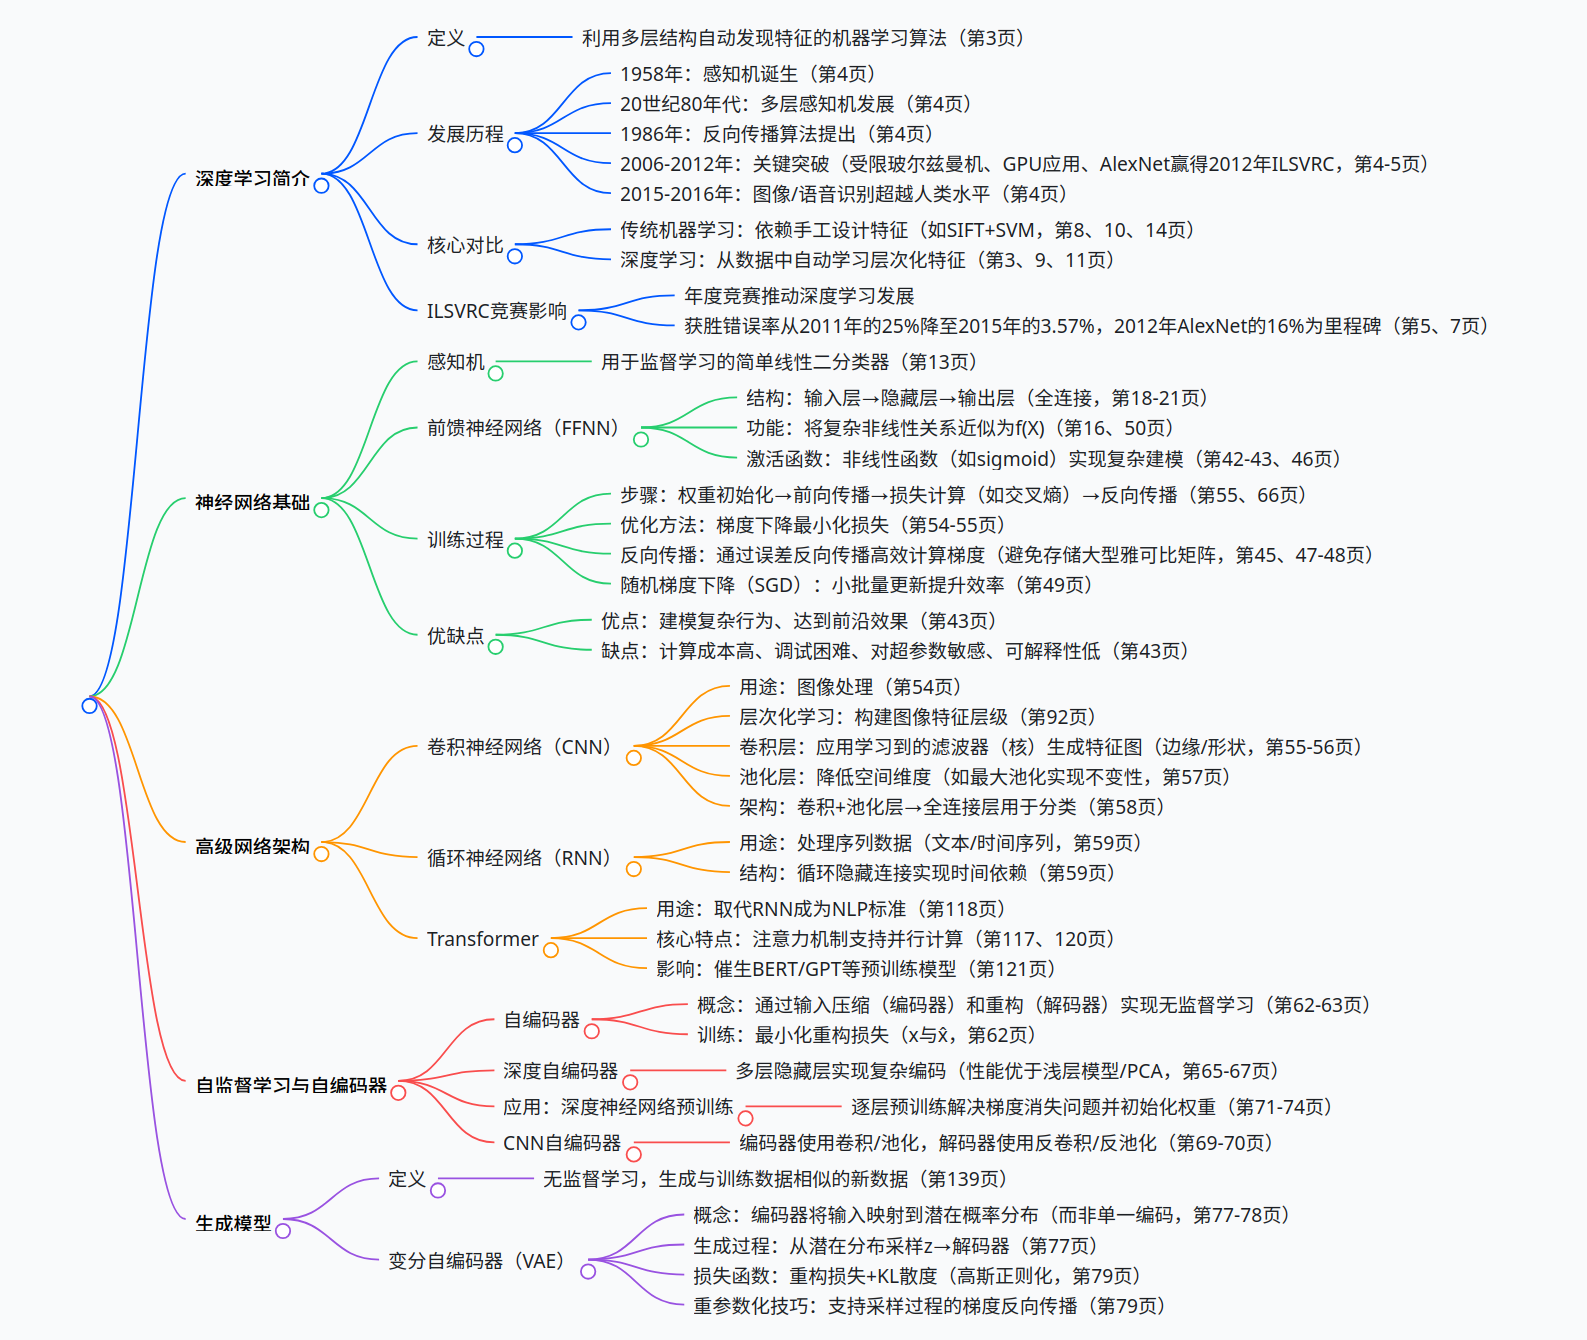 深度学习简介
定义
利用多层结构自动发现特征的机器学习算法（第3页）
发展历程
1958年：感知机诞生（第4页）
20世纪80年代：多层感知机发展（第4页）
1986年：反向传播算法提出（第4页）
2006-2012年：关键突破（受限玻尔兹曼机、GPU应用、AlexNet赢得2012年ILSVRC，第4-5页）
2015-2016年：图像/语音识别超越人类水平（第4页）
核心对比
传统机器学习：依赖手工设计特征（如SIFT+SVM，第8、10、14页）
深度学习：从数据中自动学习层次化特征（第3、9、11页）
ILSVRC竞赛影响
年度竞赛推动深度学习发展
获胜错误率从2011年的25%降至2015年的3.57%，2012年AlexNet的16%为里程碑（第5、7页）
神经网络基础
感知机
用于监督学习的简单线性二分类器（第13页）
前馈神经网络（FFNN）
结构：输入层→隐藏层→输出层（全连接，第18-21页）
功能：将复杂非线性关系近似为f(X)（第16、50页）
激活函数：非线性函数（如sigmoid）实现复杂建模（第42-43、46页）
训练过程
步骤：权重初始化→前向传播→损失计算（如交叉熵）→反向传播（第55、66页）
优化方法：梯度下降最小化损失（第54-55页）
反向传播：通过误差反向传播高效计算梯度（避免存储大型雅可比矩阵，第45、47-48页）
随机梯度下降（SGD）：小批量更新提升效率（第49页）
优缺点
优点：建模复杂行为、达到前沿效果（第43页）
缺点：计算成本高、调试困难、对超参数敏感、可解释性低（第43页）
高级网络架构
卷积神经网络（CNN）
用途：图像处理（第54页）
层次化学习：构建图像特征层级（第92页）
卷积层：应用学习到的滤波器（核）生成特征图（边缘/形状，第55-56页）
池化层：降低空间维度（如最大池化实现不变性，第57页）
架构：卷积+池化层→全连接层用于分类（第58页）
循环神经网络（RNN）
用途：处理序列数据（文本/时间序列，第59页）
结构：循环隐藏连接实现时间依赖（第59页）
Transformer
用途：取代RNN成为NLP标准（第118页）
核心特点：注意力机制支持并行计算（第117、120页）
影响：催生BERT/GPT等预训练模型（第121页）
自监督学习与自编码器
自编码器
概念：通过输入压缩（编码器）和重构（解码器）实现无监督学习（第62-63页）
训练：最小化重构损失（x与x̂，第62页）
深度自编码器
多层隐藏层实现复杂编码（性能优于浅层模型/PCA，第65-67页）
应用：深度神经网络预训练
逐层预训练解决梯度消失问题并初始化权重（第71-74页）
CNN自编码器
编码器使用卷积/池化，解码器使用反卷积/反池化（第69-70页）
生成模型
定义
无监督学习，生成与训练数据相似的新数据（第139页）
变分自编码器（VAE）
概念：编码器将输入映射到潜在概率分布（而非单一编码，第77-78页）
生成过程：从潜在分布采样z→解码器（第77页）
损失函数：重构损失+KL散度（高斯正则化，第79页）
重参数化技巧：支持采样过程的梯度反向传播（第79页）